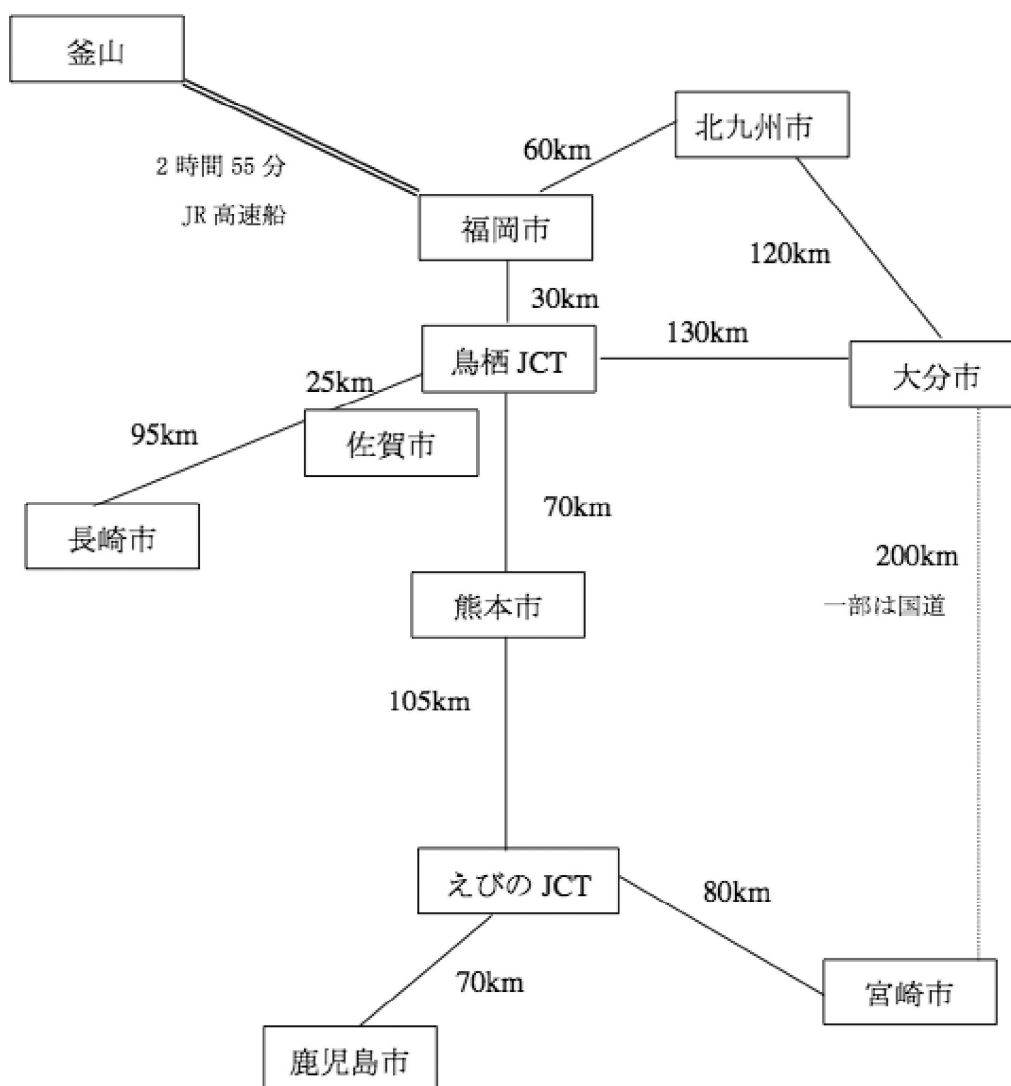 釜山
北九州市
60km
2時間55分
JR高速船
福岡市
120km
30km
鳥栖JCT
130km
大分市
25km
95km
佐賀市
長崎市
70km
200km
一部は国道
熊本市
105km
えびのJCT
80km
70km
宮崎市
鹿児島市